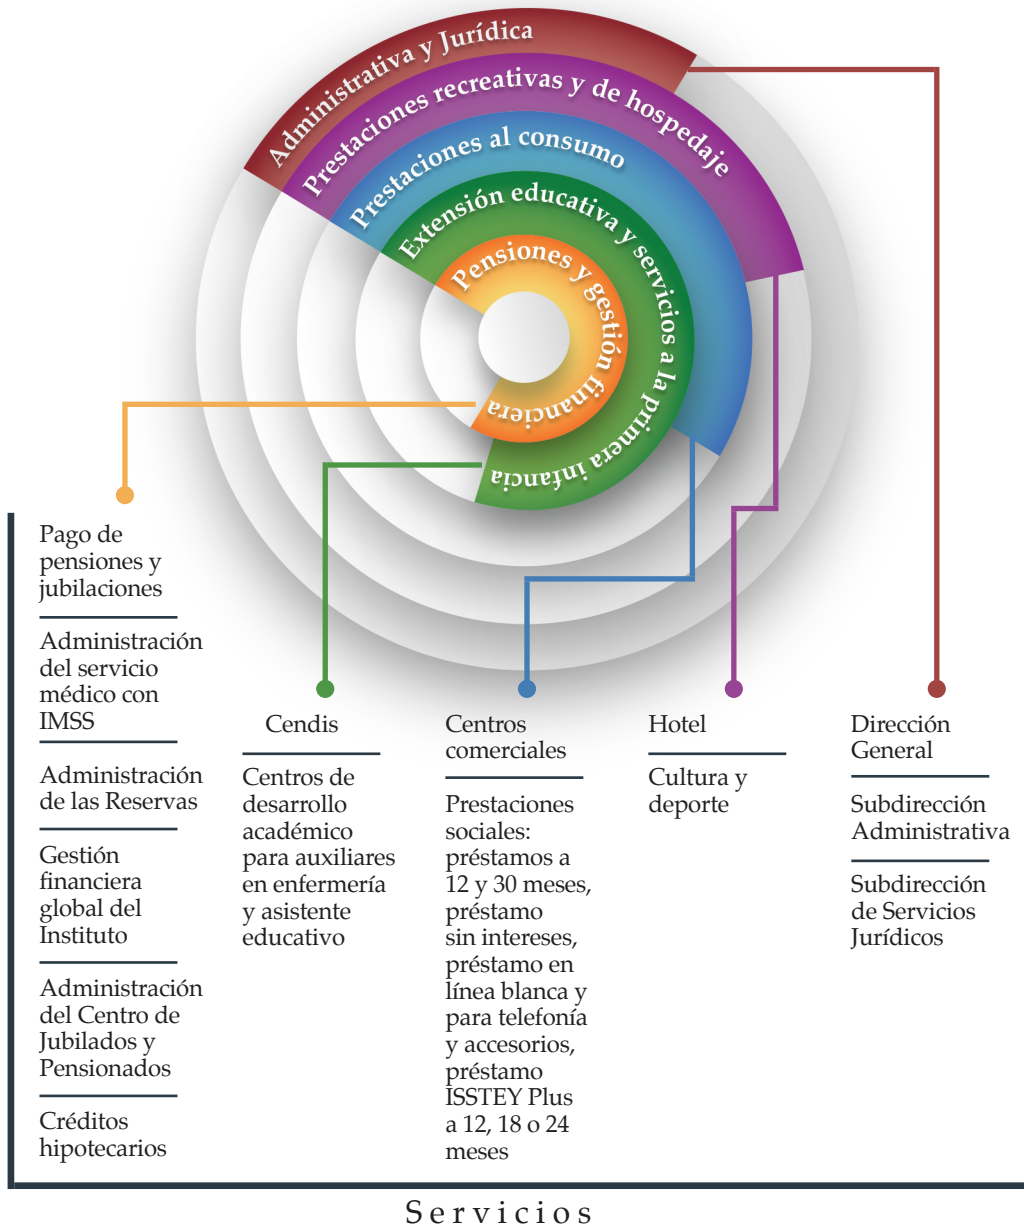 Administrativa y Jurídica
Prestaciones recreativas y de hospedaje
Prestaciones al consumo
Extensión educativa y servicios a la primera infancia
Pensiones y gestión financiera
Pago de
pensiones y
jubilaciones
Administración
del servicio
médico con
IMSS
Administración
de las Reservas
Gestión
financiera
global del
Instituto
Administración
del Centro de
Jubilados y
Pensionados
Créditos
hipotecarios
Cendis
Centros de
desarrollo
académico
para auxiliares
en enfermería
y asistente
educativo
Centros
comerciales
Prestaciones
sociales:
préstamos a
12 y 30 meses,
préstamo
sin intereses,
préstamo en
línea blanca y
para telefonía
y accesorios,
préstamo
ISSTEY Plus
a 12, 18 o 24
meses
Hotel
Cultura y
deporte
Dirección
General
Subdirección
Administrativa
Subdirección
de Servicios
Jurídicos
Servicios